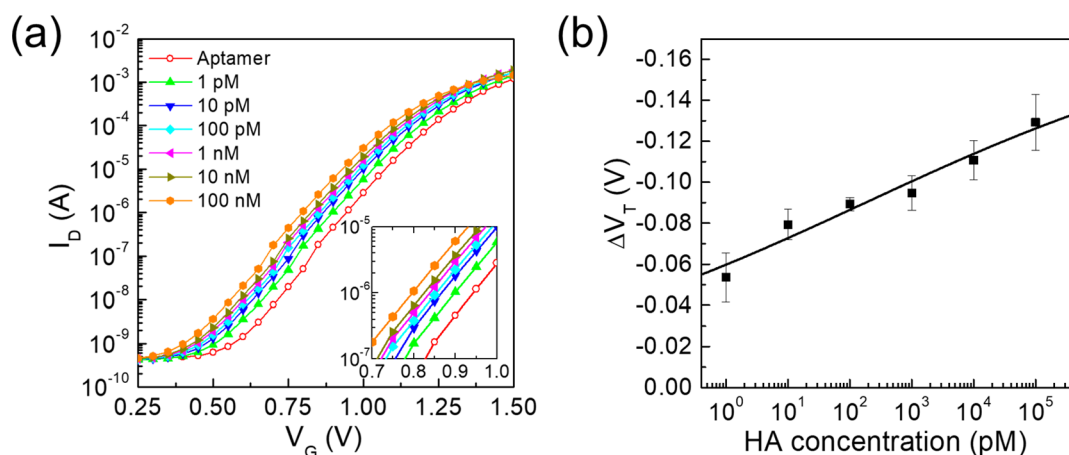 (a)
10⁻²
10⁻³
10⁻⁴
10⁻⁵
10⁻⁶
10⁻⁷
10⁻⁸
10⁻⁹
10⁻¹⁰
I_D (A)
Aptamer
1 pM
10 pM
100 pM
1 nM
10 nM
100 nM
10⁻⁵
10⁻⁶
10⁻⁷
0.7 0.8 0.9 1.0
0.25 0.50 0.75 1.00 1.25 1.50
V_G (V)
(b)
-0.16
-0.14
-0.12
-0.10
-0.08
-0.06
-0.04
0.00
ΔV_T (V)
10⁰ 10¹ 10² 10³ 10⁴ 10⁵
HA concentration (pM)